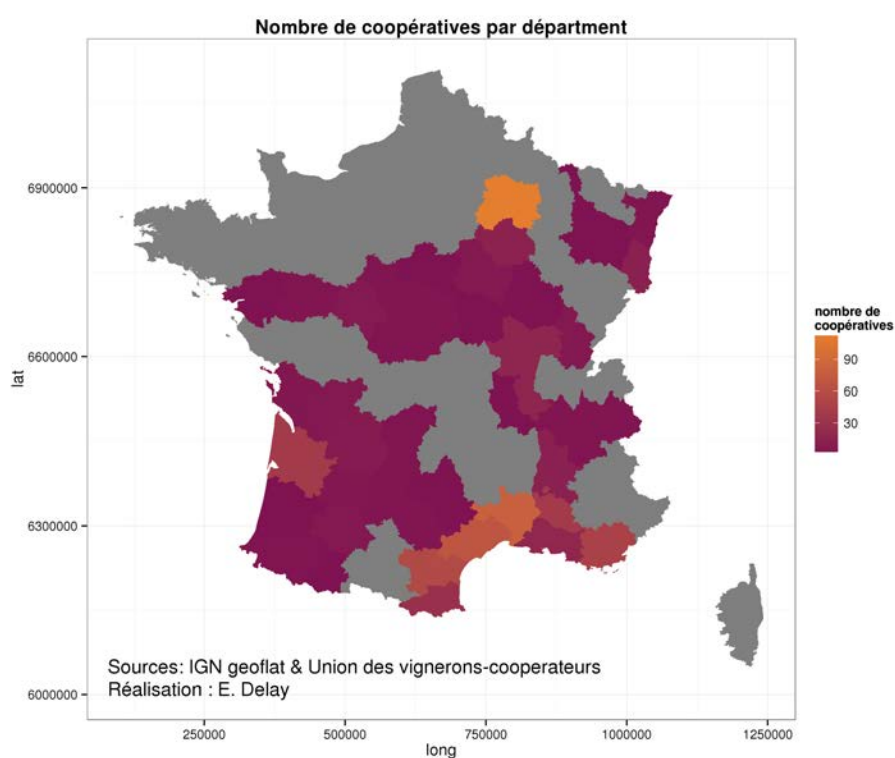 Nombre de coopératives par départment
6900000
6600000
6300000
6000000
lat
250000
500000
750000
1000000
1250000
long
nombre de
coopératives
90
60
30
Sources: IGN geoflat & Union des vignerons-cooperateurs
Réalisation : E. Delay